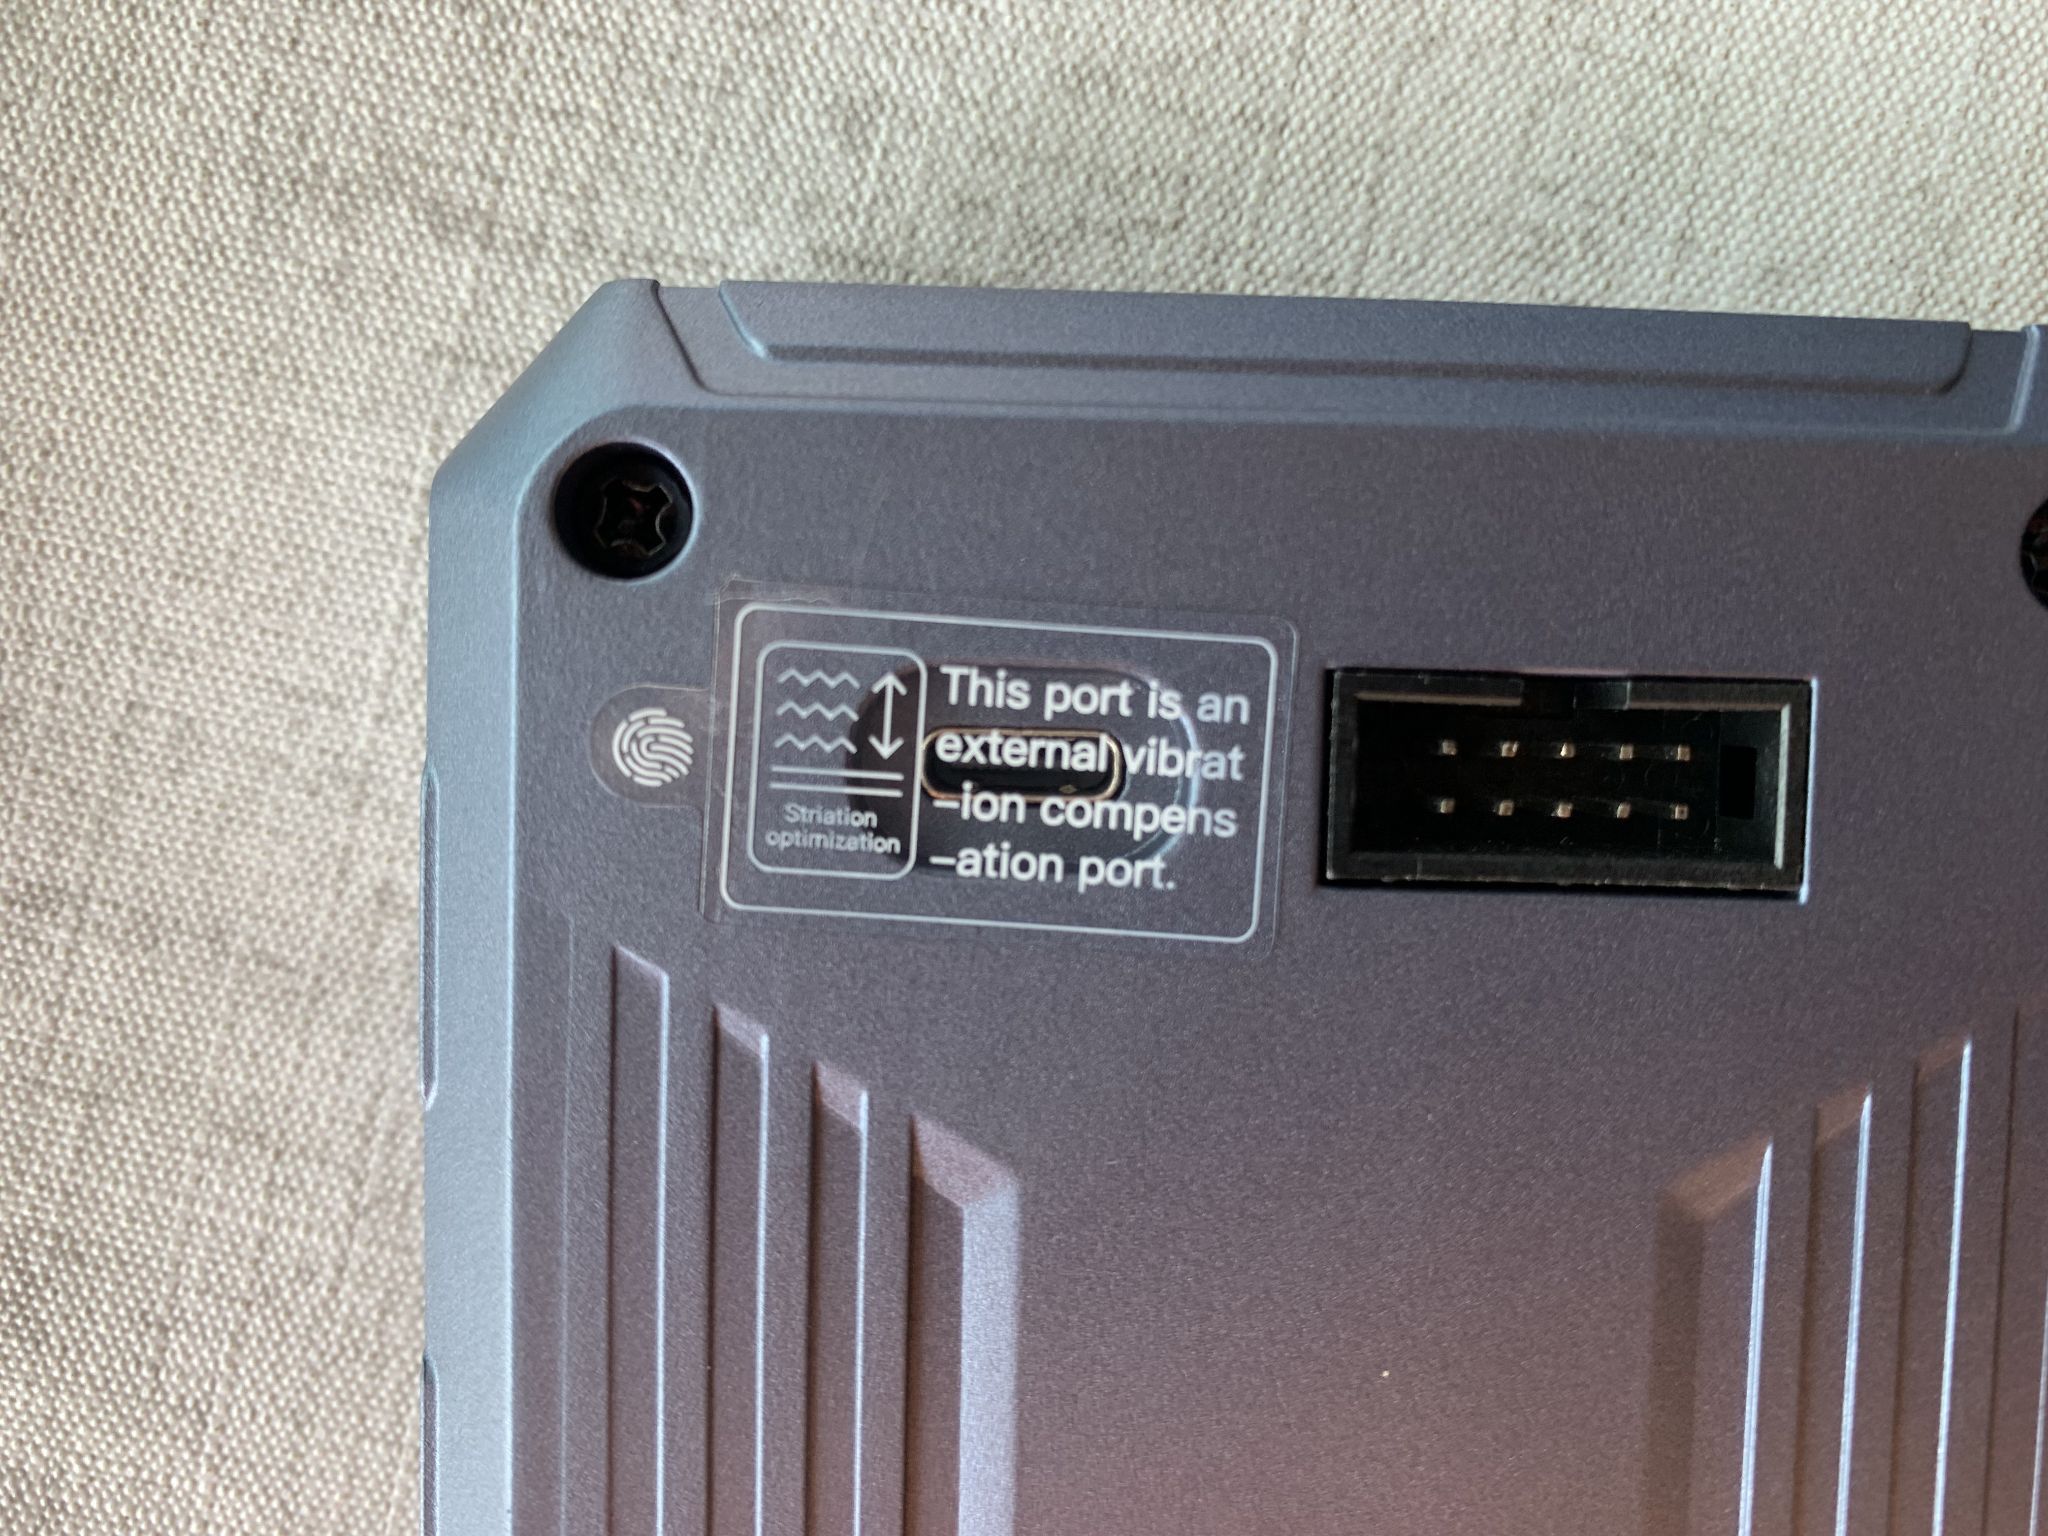 This port is an
external vibrat
-ion compens
-ation port.
Striation
optimization